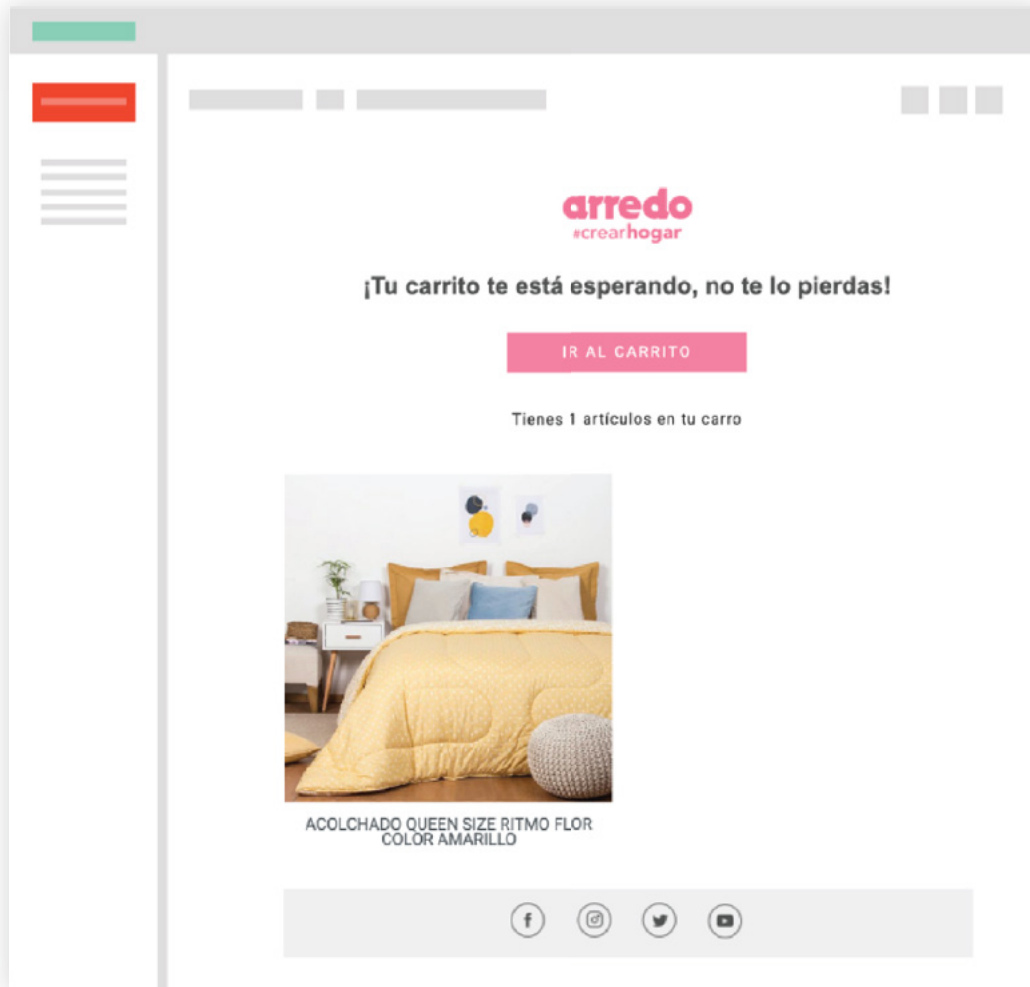 arredo
#crearhogar
¡Tu carrito te está esperando, no te lo pierdas!
IR AL CARRITO
Tienes 1 artículos en tu carro
ACOLCHADO QUEEN SIZE RITMO FLOR
COLOR AMARILLO